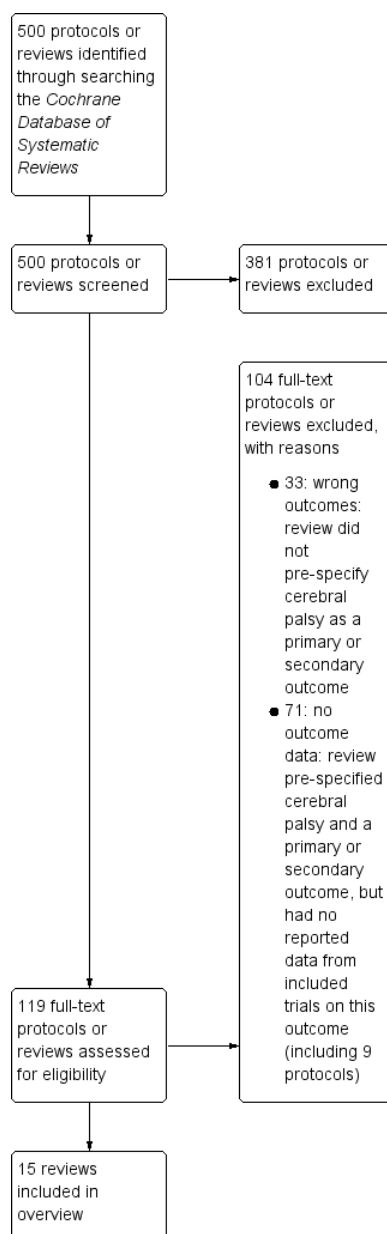 500 protocols or
reviews identified
through searching
the Cochrane
Database of
Systematic
Reviews
500 protocols or
reviews screened
381 protocols or
reviews excluded
104 full-text
protocols or
reviews excluded,
with reasons
● 33: wrong
outcomes:
review did
not
pre-specify
cerebral
palsy as a
primary or
secondary
outcome
● 71: no
outcome
data: review
pre-specified
cerebral
palsy and a
primary or
secondary
outcome, but
had no
reported
data from
included
trials on this
outcome
(including 9
protocols)
119 full-text
protocols or
reviews assessed
for eligibility
15 reviews
included in
overview